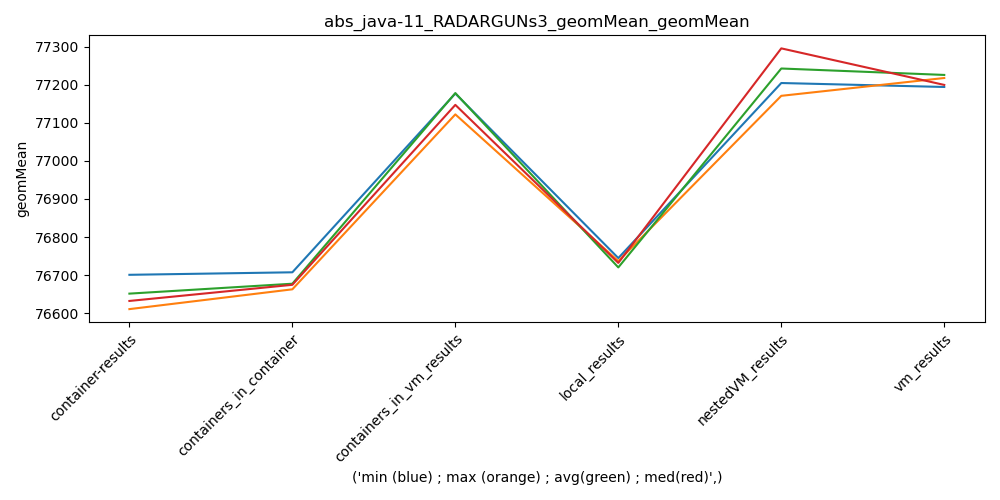 abs_java-11_RADARGUNs3_geomMean_geomMean
77300
77200
77100
77000
76900
76800
76700
76600
geomMean
container-results
containers_in_container
containers_in_vm_results
local_results
nestedVM_results
vm_results
('min (blue) ; max (orange) ; avg(green) ; med(red)',)